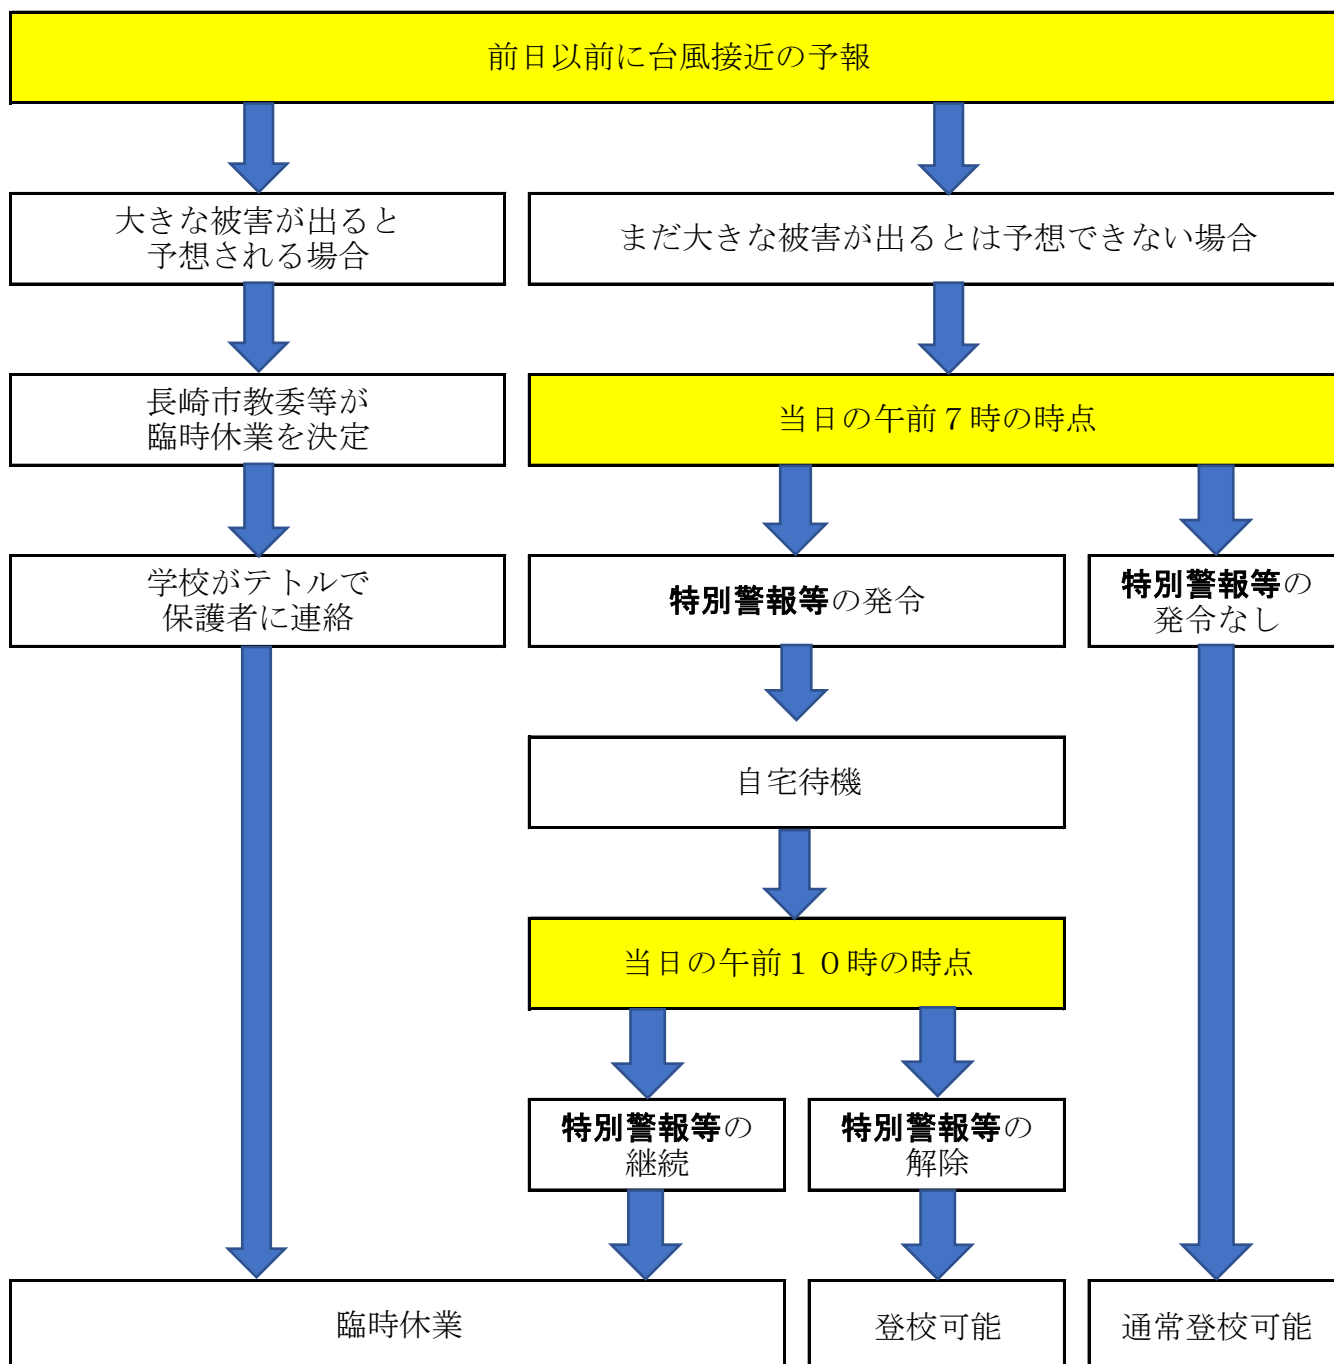 前日以前に台風接近の予報
大きな被害が出ると
予想される場合
まだ大きな被害が出るとは予想できない場合
長崎市教委等が
臨時休業を決定
当日の午前７時の時点
学校がテトルで
保護者に連絡
特別警報等の発令
特別警報等の
発令なし
自宅待機
当日の午前１０時の時点
特別警報等の
継続
特別警報等の
解除
臨時休業
登校可能
通常登校可能